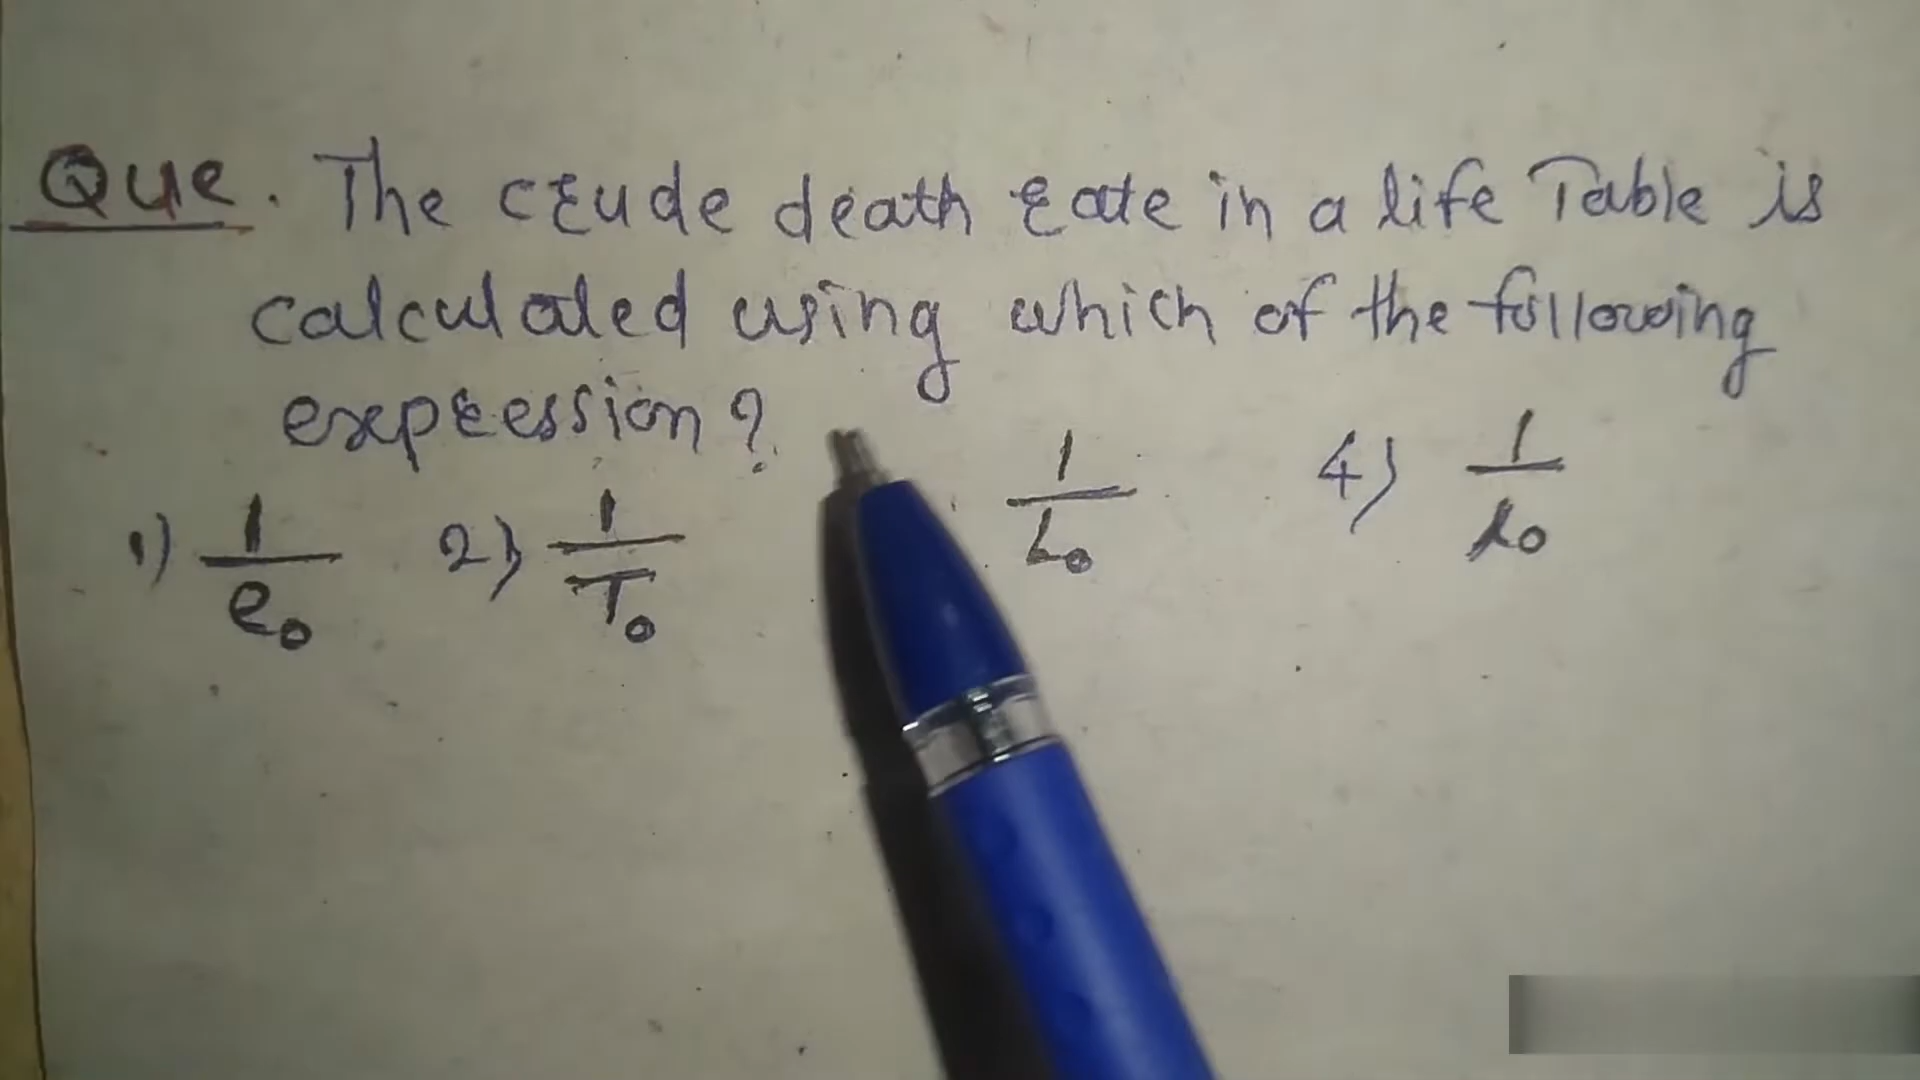 Que. The crude death rate in a life Table is
calculated using which of the following
expression?
1) 1/e₀ 2) 1/T₀ 1/L₀ 4) 1/l₀